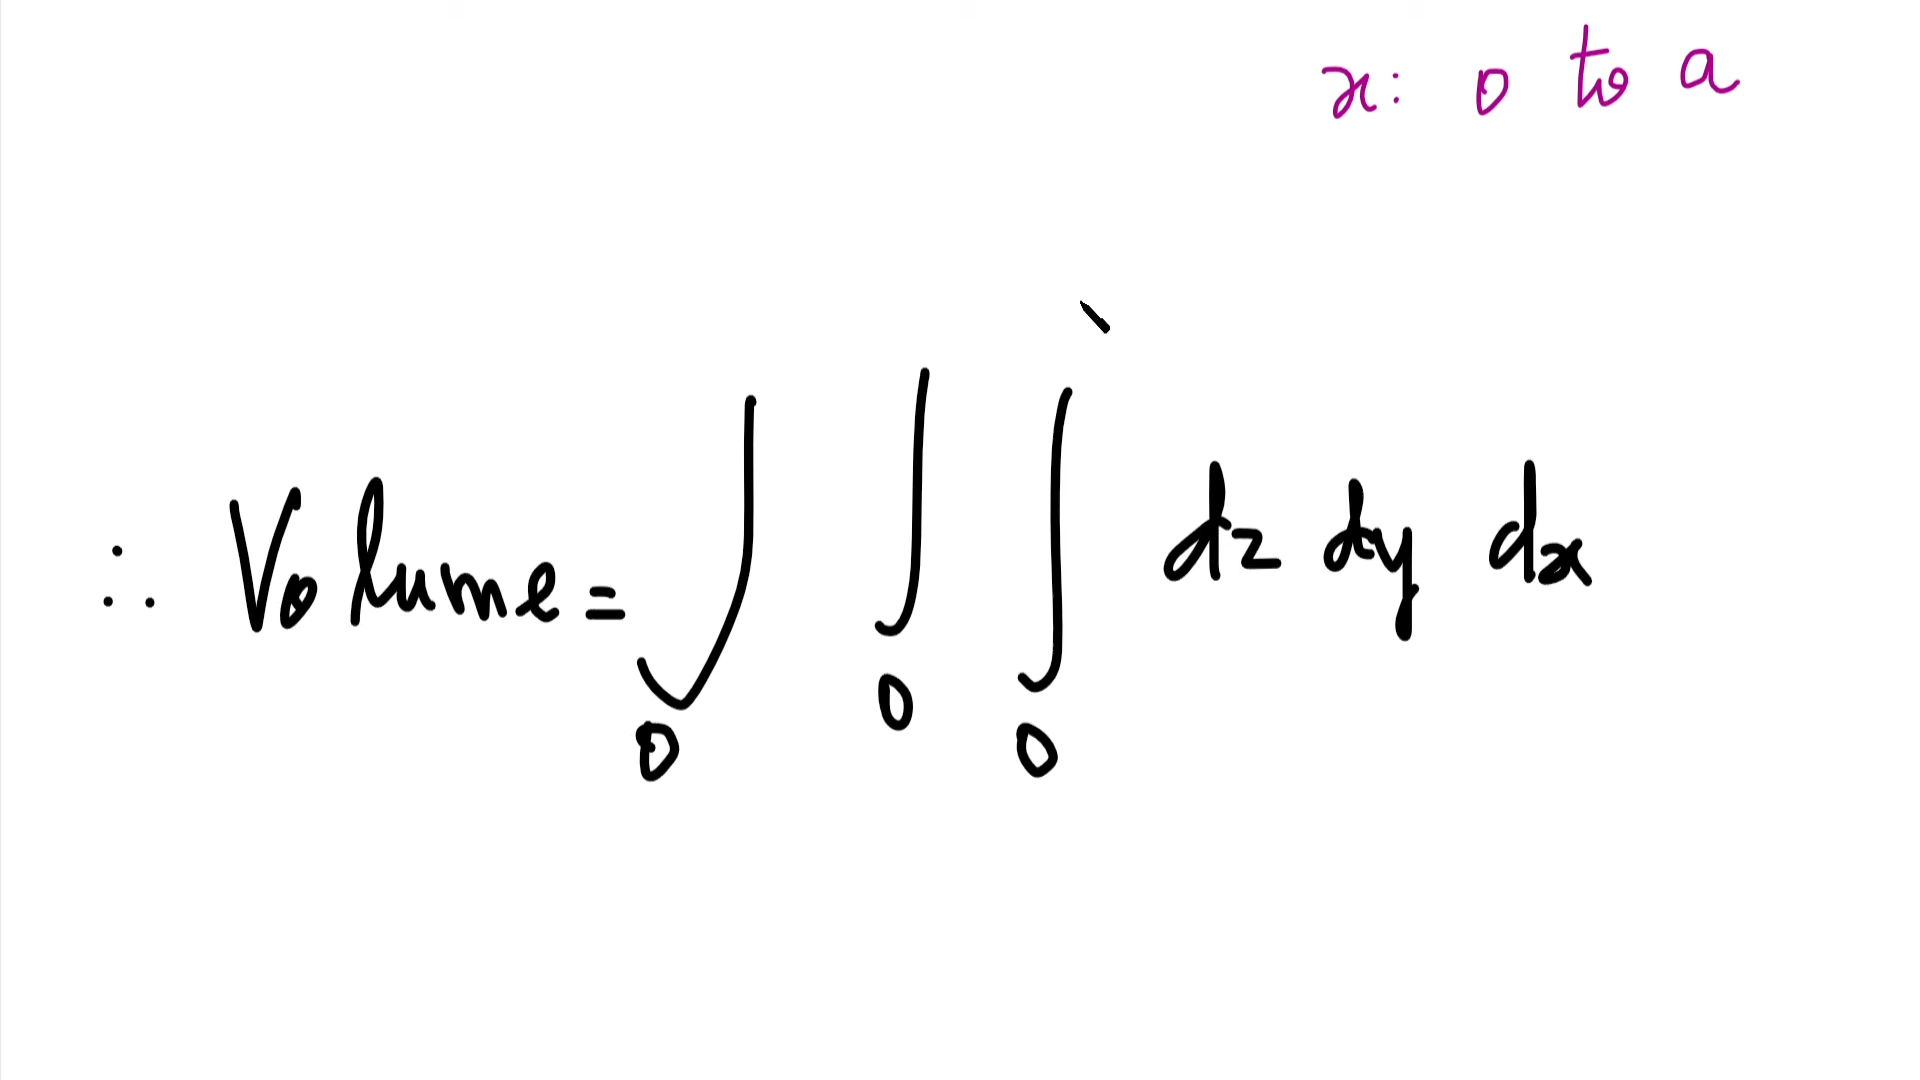 x: 0 to a
∴ Volume = ∫₀ ∫₀ ∫₀ dz dy dx